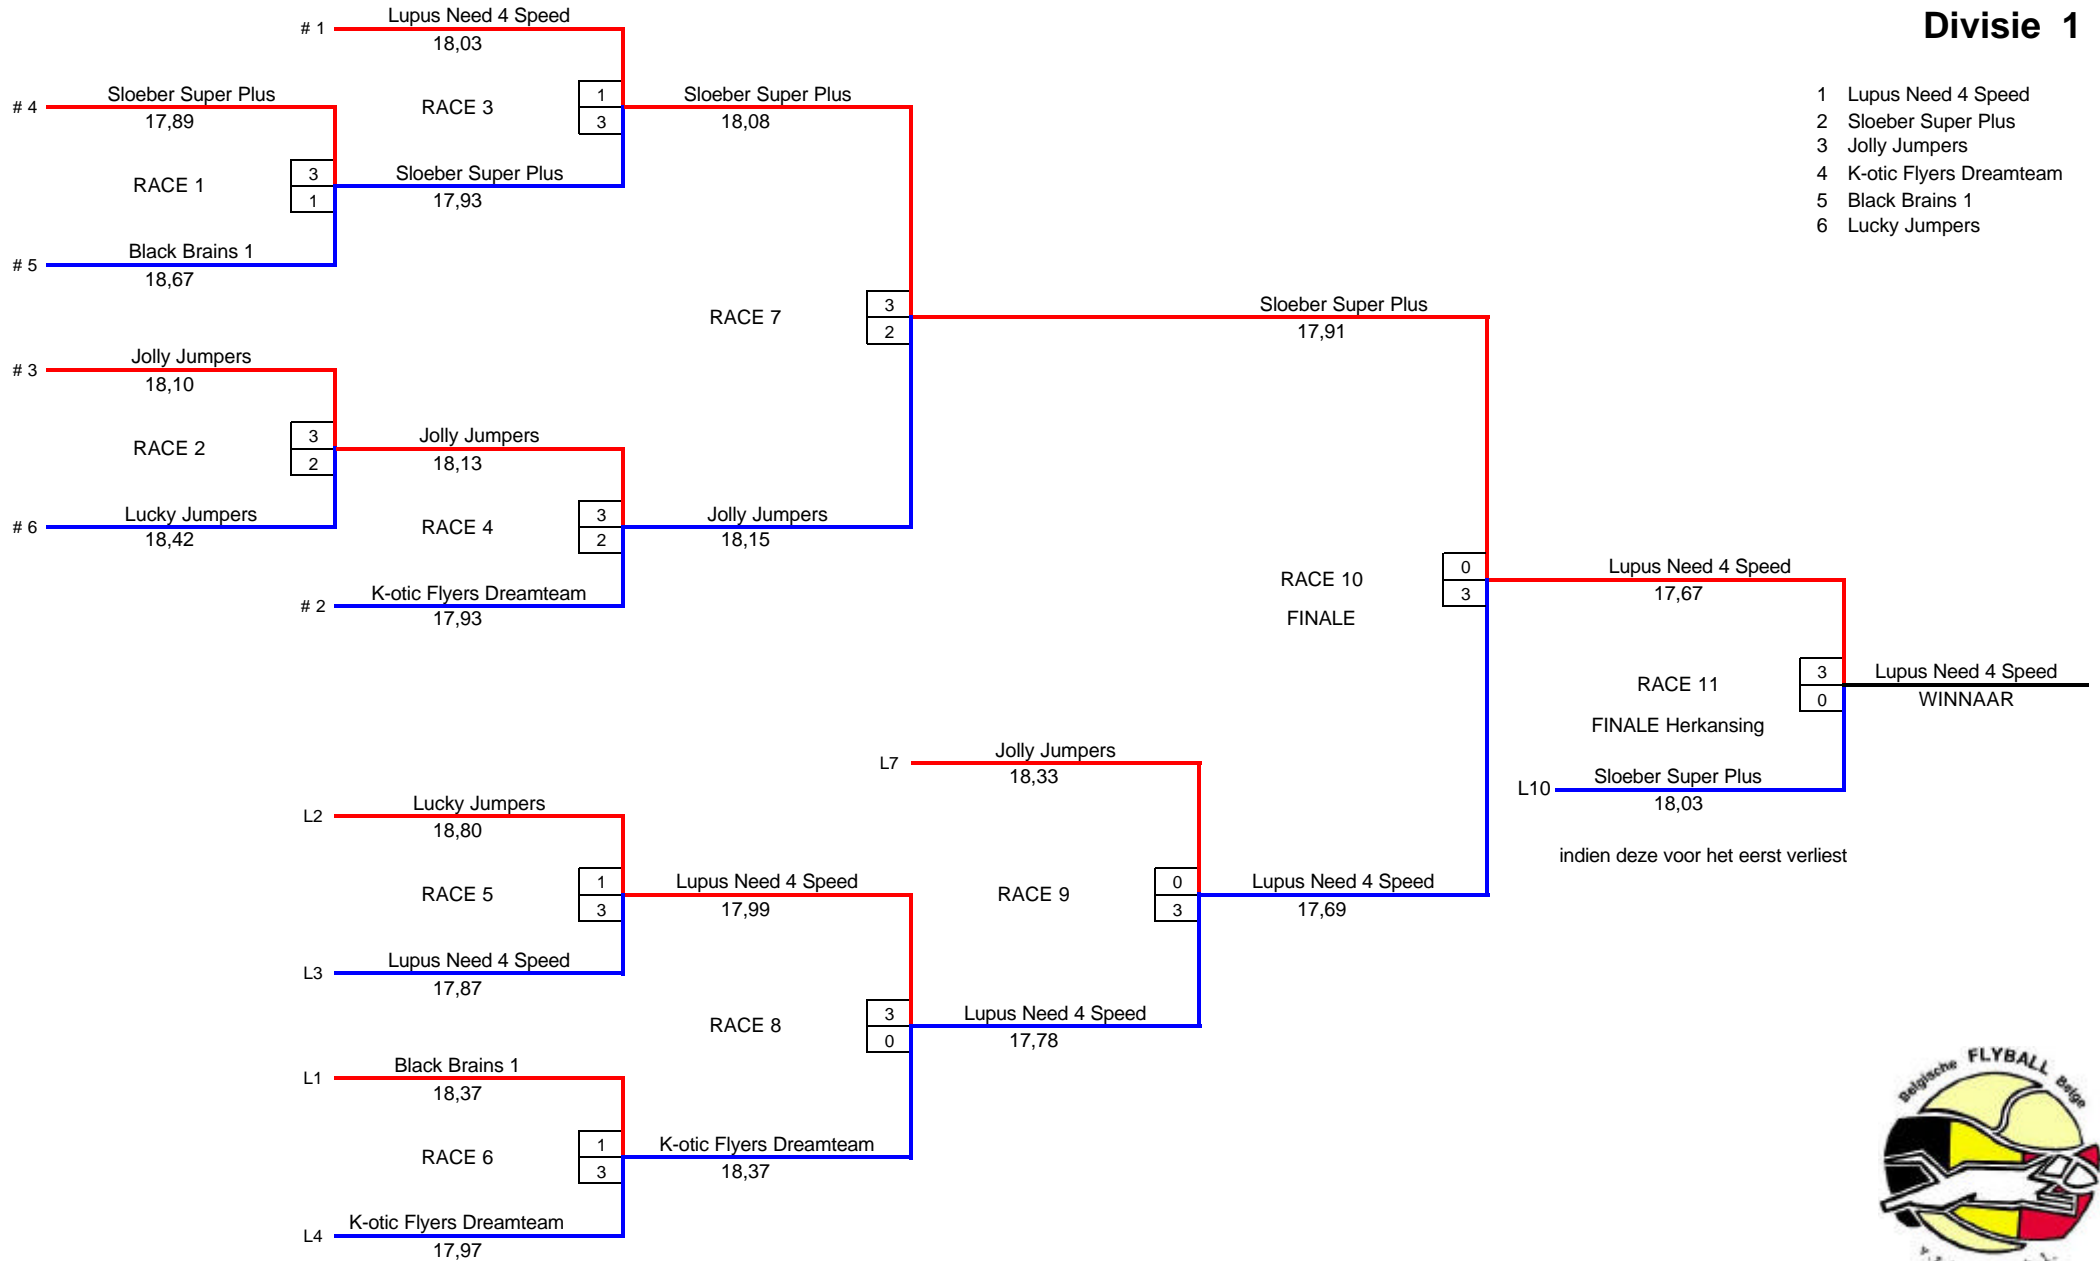 Divisie 1
1 Lupus Need 4 Speed
2 Sloeber Super Plus
3 Jolly Jumpers
4 K-otic Flyers Dreamteam
5 Black Brains 1
6 Lucky Jumpers
# 1
Lupus Need 4 Speed
18,03
# 4
Sloeber Super Plus
17,89
RACE 1
3
1
# 5
Black Brains 1
18,67
RACE 3
1
3
Sloeber Super Plus
17,93
Sloeber Super Plus
18,08
# 3
Jolly Jumpers
18,10
RACE 2
3
2
# 6
Lucky Jumpers
18,42
Jolly Jumpers
18,13
RACE 4
3
2
# 2
K-otic Flyers Dreamteam
17,93
Jolly Jumpers
18,15
RACE 7
3
2
Sloeber Super Plus
17,91
RACE 10
FINALE
0
3
Lupus Need 4 Speed
17,67
RACE 11
FINALE Herkansing
3
0
Lupus Need 4 Speed
WINNAAR
L10
Sloeber Super Plus
18,03
indien deze voor het eerst verliest
L7
Jolly Jumpers
18,33
RACE 9
0
3
Lupus Need 4 Speed
17,69
L2
Lucky Jumpers
18,80
RACE 5
1
3
L3
Lupus Need 4 Speed
17,87
Lupus Need 4 Speed
17,99
RACE 8
3
0
Lupus Need 4 Speed
17,78
L1
Black Brains 1
18,37
RACE 6
1
3
L4
K-otic Flyers Dreamteam
17,97
K-otic Flyers Dreamteam
18,37
Belgische FLYBALL Belge